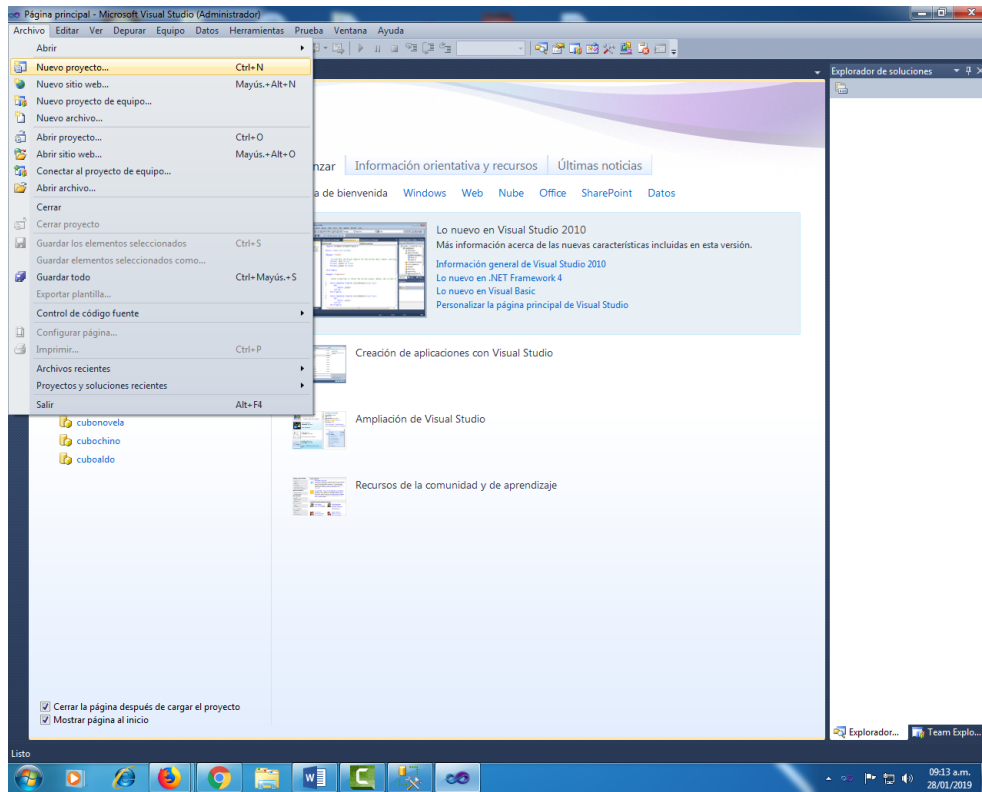 Página principal - Microsoft Visual Studio (Administrador)
Archivo Editar Ver Depurar Equipo Datos Herramientas Prueba Ventana Ayuda
Abrir
Nuevo proyecto... Ctrl+N
Nuevo sitio web... Mayús.+Alt+N
Nuevo proyecto de equipo...
Nuevo archivo...
Abrir proyecto... Ctrl+O
Abrir sitio web... Mayús.+Alt+O
Conectar al proyecto de equipo...
Abrir archivo...
Cerrar
Cerrar proyecto
Guardar los elementos seleccionados Ctrl+S
Guardar elementos seleccionados como...
Guardar todo Ctrl+Mayús.+S
Exportar plantilla...
Control de código fuente
Configurar página...
Imprimir... Ctrl+P
Archivos recientes
Proyectos y soluciones recientes
Salir Alt+F4
cubonovela
cubochino
cuboaldo
Cerrar la página después de cargar el proyecto
Mostrar página al inicio
nzar Información orientativa y recursos Últimas noticias
a de bienvenida Windows Web Nube Office SharePoint Datos
Lo nuevo en Visual Studio 2010
Más información acerca de las nuevas características incluidas en esta versión.
Información general de Visual Studio 2010
Lo nuevo en .NET Framework 4
Lo nuevo en Visual Basic
Personalizar la página principal de Visual Studio
Creación de aplicaciones con Visual Studio
Ampliación de Visual Studio
Recursos de la comunidad y de aprendizaje
Explorador de soluciones
Explorador... Team Explo...
Listo
09:13 a.m.
28/01/2019